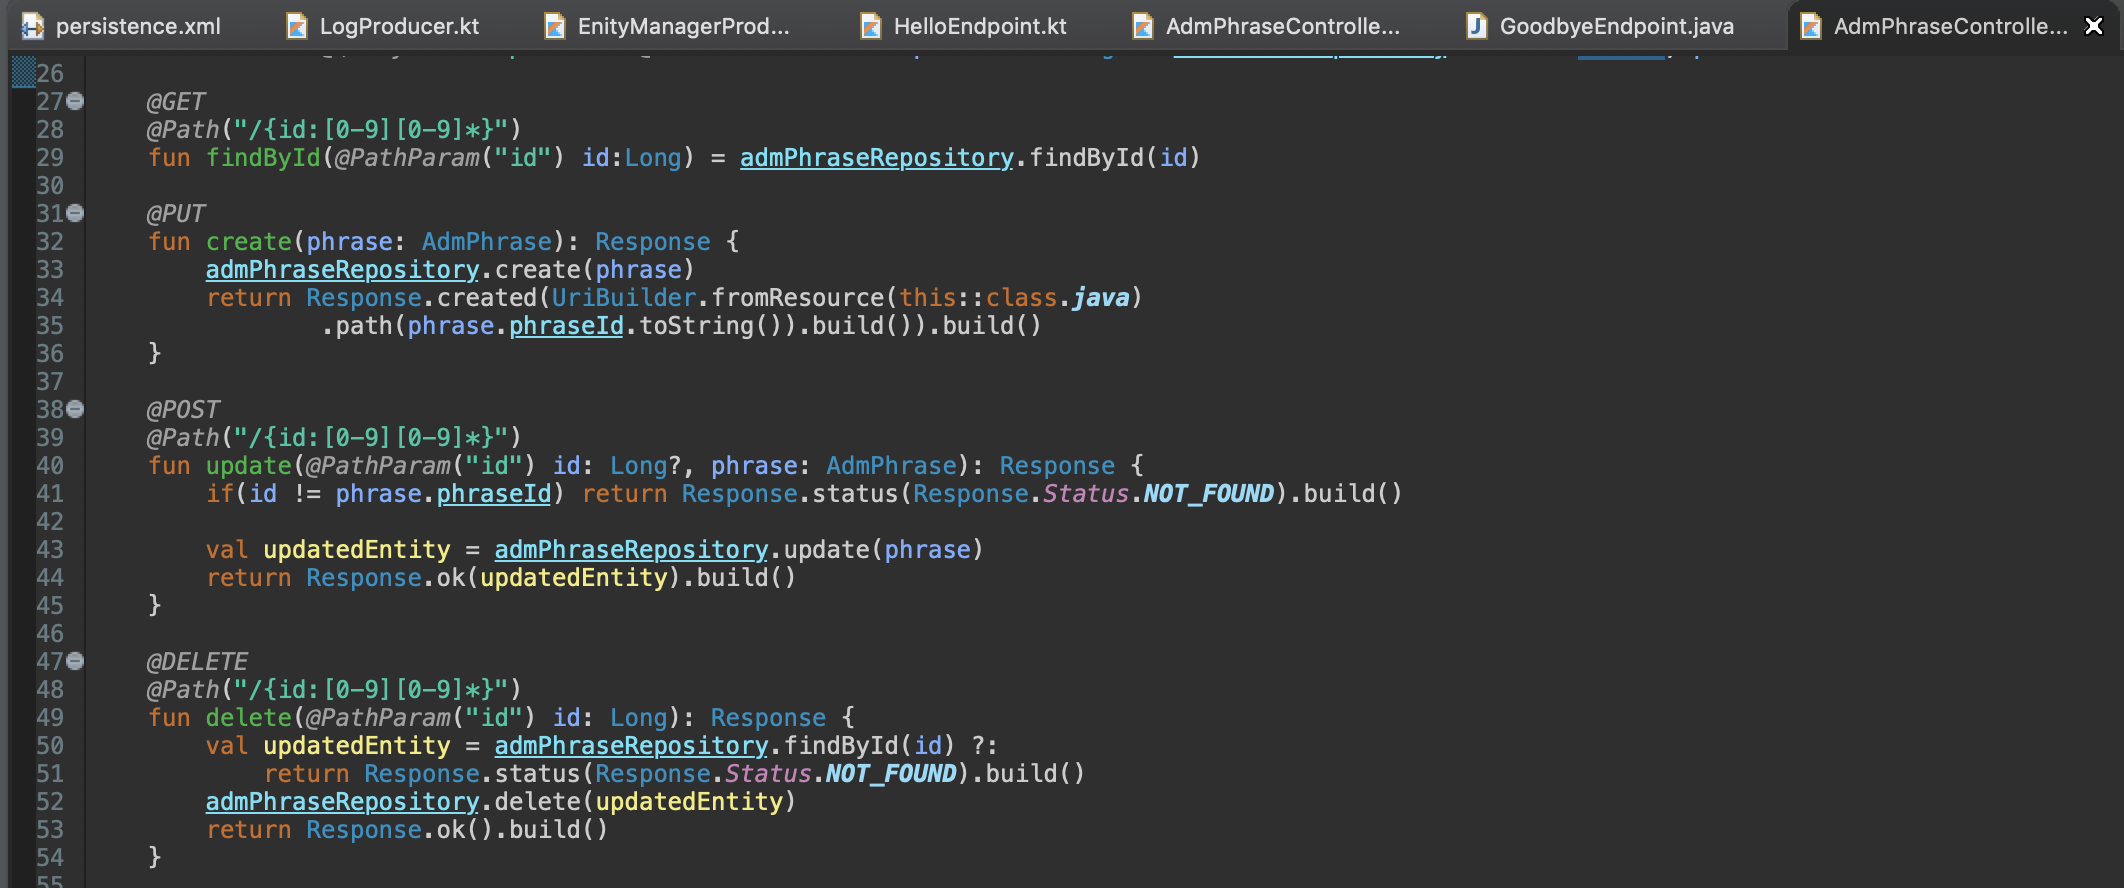 persistence.xml LogProducer.kt EnityManagerProd... HelloEndpoint.kt AdmPhraseControlle... GoodbyeEndpoint.java AdmPhraseControlle...
26
27 @GET
28 @Path("/{id:[0-9][0-9]*}")
29 fun findById(@PathParam("id") id:Long) = admPhraseRepository.findById(id)
30
31 @PUT
32 fun create(phrase: AdmPhrase): Response {
33 admPhraseRepository.create(phrase)
34 return Response.created(UriBuilder.fromResource(this::class.java)
35 .path(phrase.phraseId.toString()).build()).build()
36 }
37
38 @POST
39 @Path("/{id:[0-9][0-9]*}")
40 fun update(@PathParam("id") id: Long?, phrase: AdmPhrase): Response {
41 if(id != phrase.phraseId) return Response.status(Response.Status.NOT_FOUND).build()
42
43 val updatedEntity = admPhraseRepository.update(phrase)
44 return Response.ok(updatedEntity).build()
45 }
46
47 @DELETE
48 @Path("/{id:[0-9][0-9]*}")
49 fun delete(@PathParam("id") id: Long): Response {
50 val updatedEntity = admPhraseRepository.findById(id) ?:
51 return Response.status(Response.Status.NOT_FOUND).build()
52 admPhraseRepository.delete(updatedEntity)
53 return Response.ok().build()
54 }
55